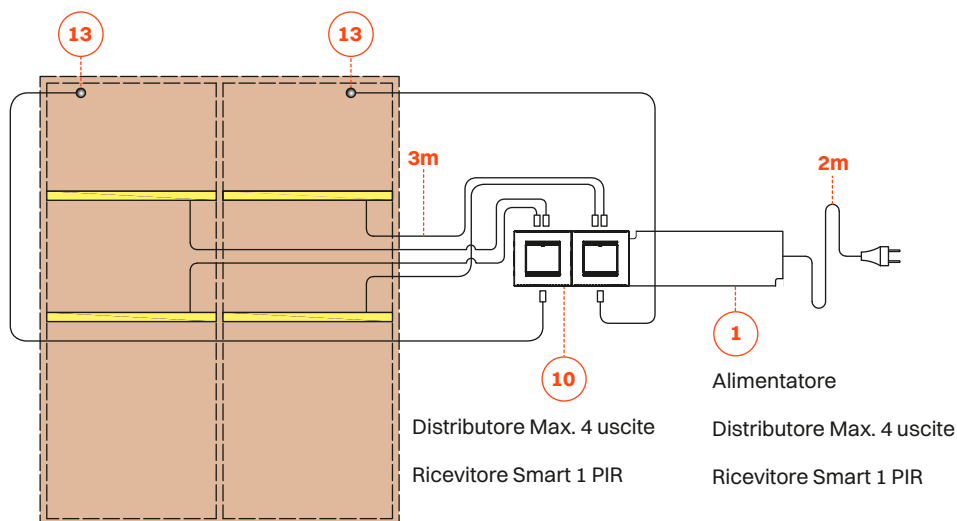 13
13
3m
2m
10
1
Distributore Max. 4 uscite
Ricevitore Smart 1 PIR
Alimentatore
Distributore Max. 4 uscite
Ricevitore Smart 1 PIR